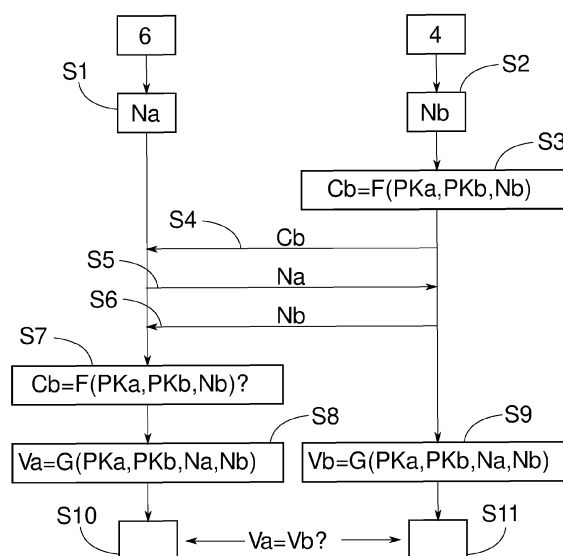 6 4
S1 S2
Na Nb
S3
Cb=F(PKa,PKb,Nb)
S4 Cb
S5 Na
S6 Nb
S7
Cb=F(PKa,PKb,Nb)?
S8 S9
Va=G(PKa,PKb,Na,Nb) Vb=G(PKa,PKb,Na,Nb)
S10 S11
Va=Vb?